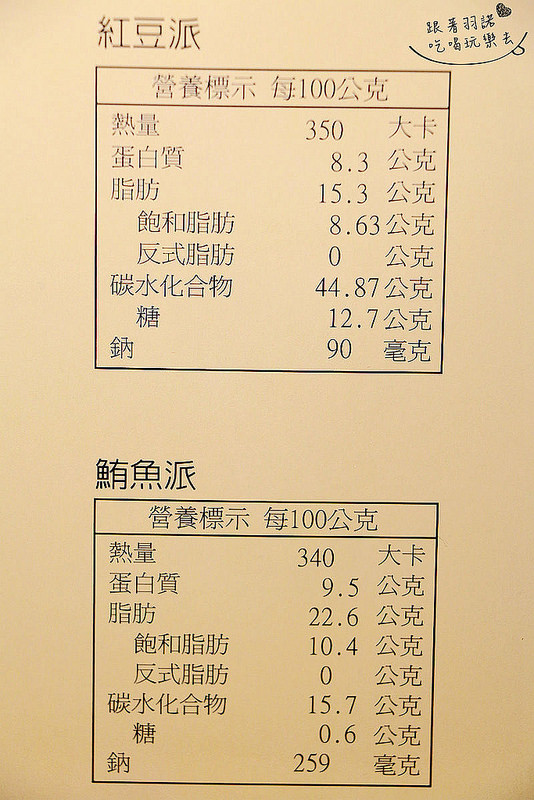 跟著羽諾
吃喝玩樂去
紅豆派
營養標示 每100公克
熱量 350 大卡
蛋白質 8.3 公克
脂肪 15.3 公克
飽和脂肪 8.63公克
反式脂肪 0 公克
碳水化合物 44.87公克
糖 12.7公克
鈉 90 毫克
鮪魚派
營養標示 每100公克
熱量 340 大卡
蛋白質 9.5 公克
脂肪 22.6 公克
飽和脂肪 10.4 公克
反式脂肪 0 公克
碳水化合物 15.7 公克
糖 0.6 公克
鈉 259 毫克